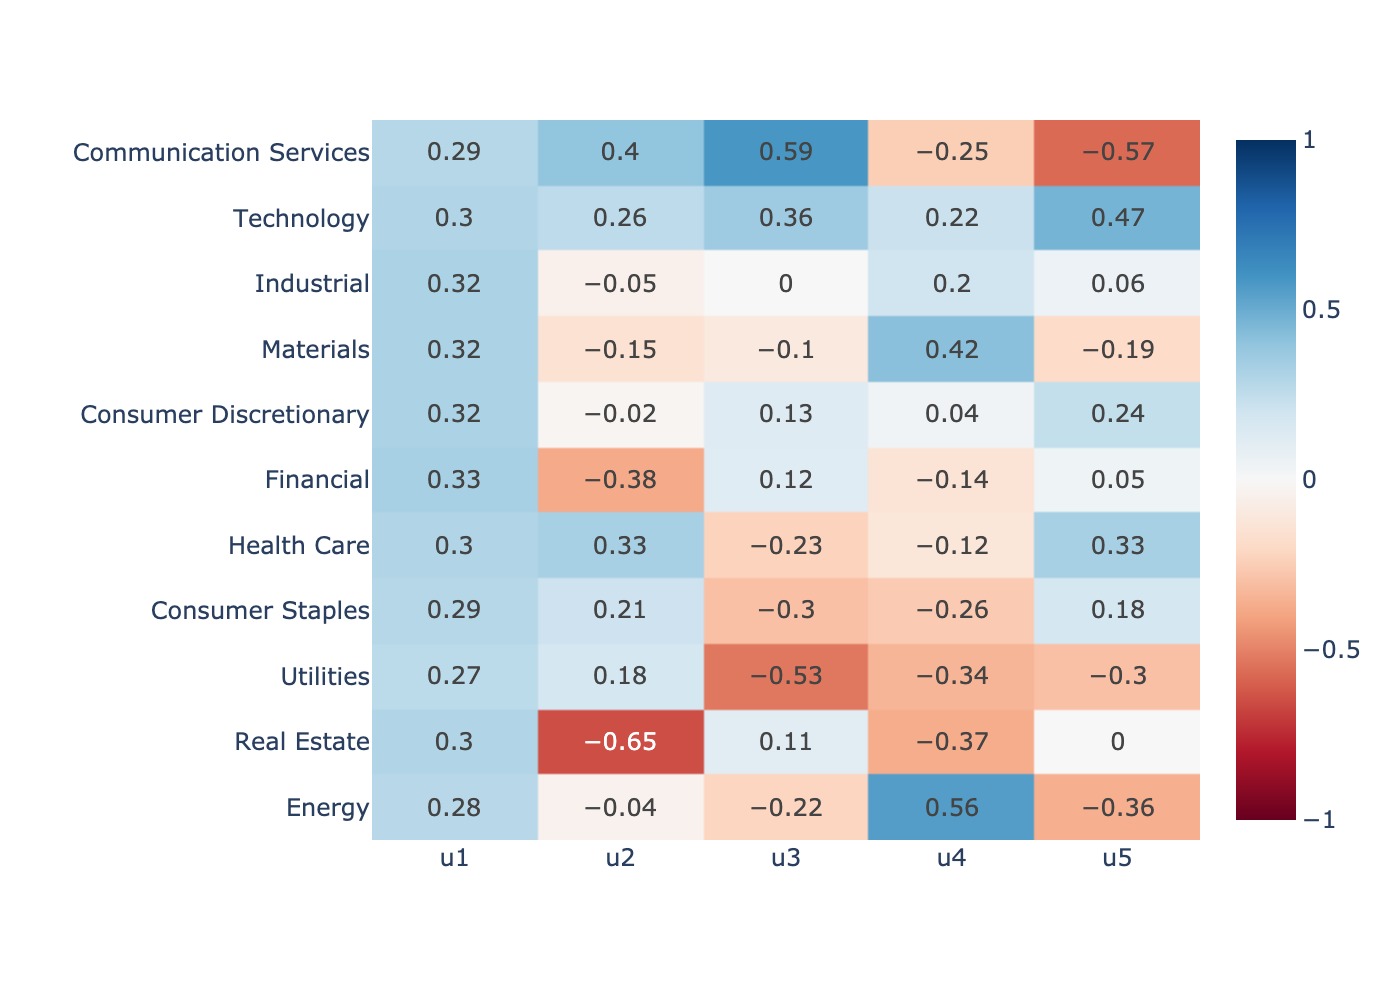 Communication Services 0.29 0.4 0.59 −0.25 −0.57
Technology 0.3 0.26 0.36 0.22 0.47
Industrial 0.32 −0.05 0 0.2 0.06
Materials 0.32 −0.15 −0.1 0.42 −0.19
Consumer Discretionary 0.32 −0.02 0.13 0.04 0.24
Financial 0.33 −0.38 0.12 −0.14 0.05
Health Care 0.3 0.33 −0.23 −0.12 0.33
Consumer Staples 0.29 0.21 −0.3 −0.26 0.18
Utilities 0.27 0.18 −0.53 −0.34 −0.3
Real Estate 0.3 −0.65 0.11 −0.37 0
Energy 0.28 −0.04 −0.22 0.56 −0.36
u1 u2 u3 u4 u5
1
0.5
0
−0.5
−1